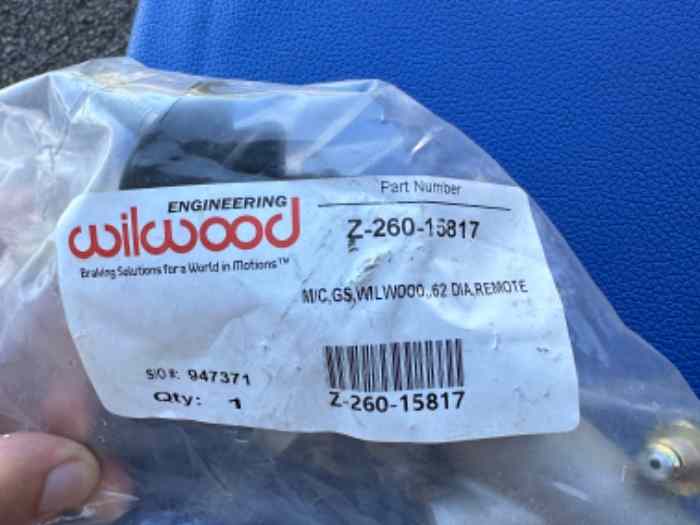 ENGINEERING
wilwood
Braking Solutions for a World in Motions™
Part Number
Z-260-15817
M/C,GS,WILWOOD,.62 DIA,REMOTE
S/O #: 947371
Qty: 1
Z-260-15817